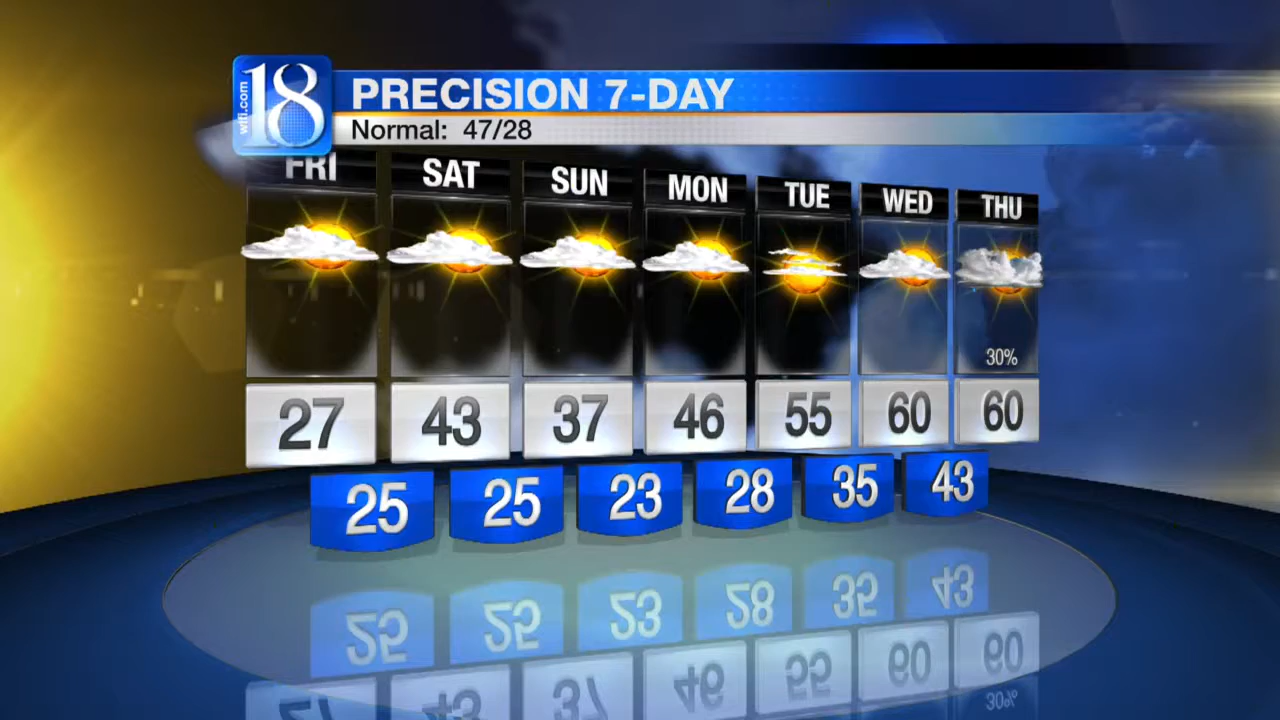 wlfi.com
18
PRECISION 7-DAY
Normal: 47/28
FRI SAT SUN MON TUE WED THU
30%
27 43 37 46 55 60 60
25 25 23 28 35 43